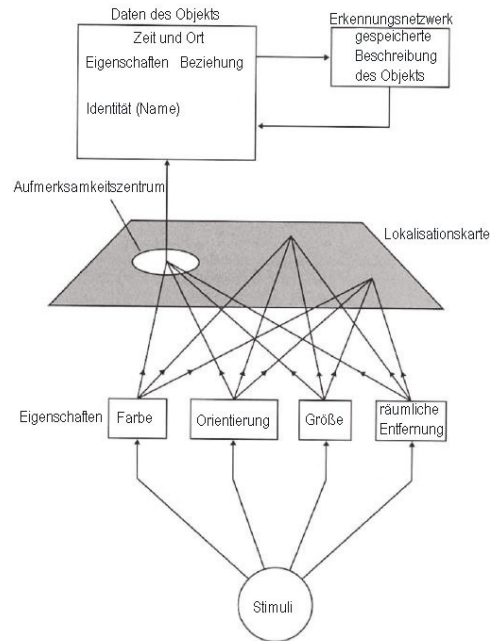 Daten des Objekts
Zeit und Ort
Eigenschaften Beziehung
Identität (Name)
Erkennungsnetzwerk
gespeicherte
Beschreibung
des Objekts
Aufmerksamkeitszentrum
Lokalisationskarte
Eigenschaften
Farbe
Orientierung
Größe
räumliche
Entfernung
Stimuli